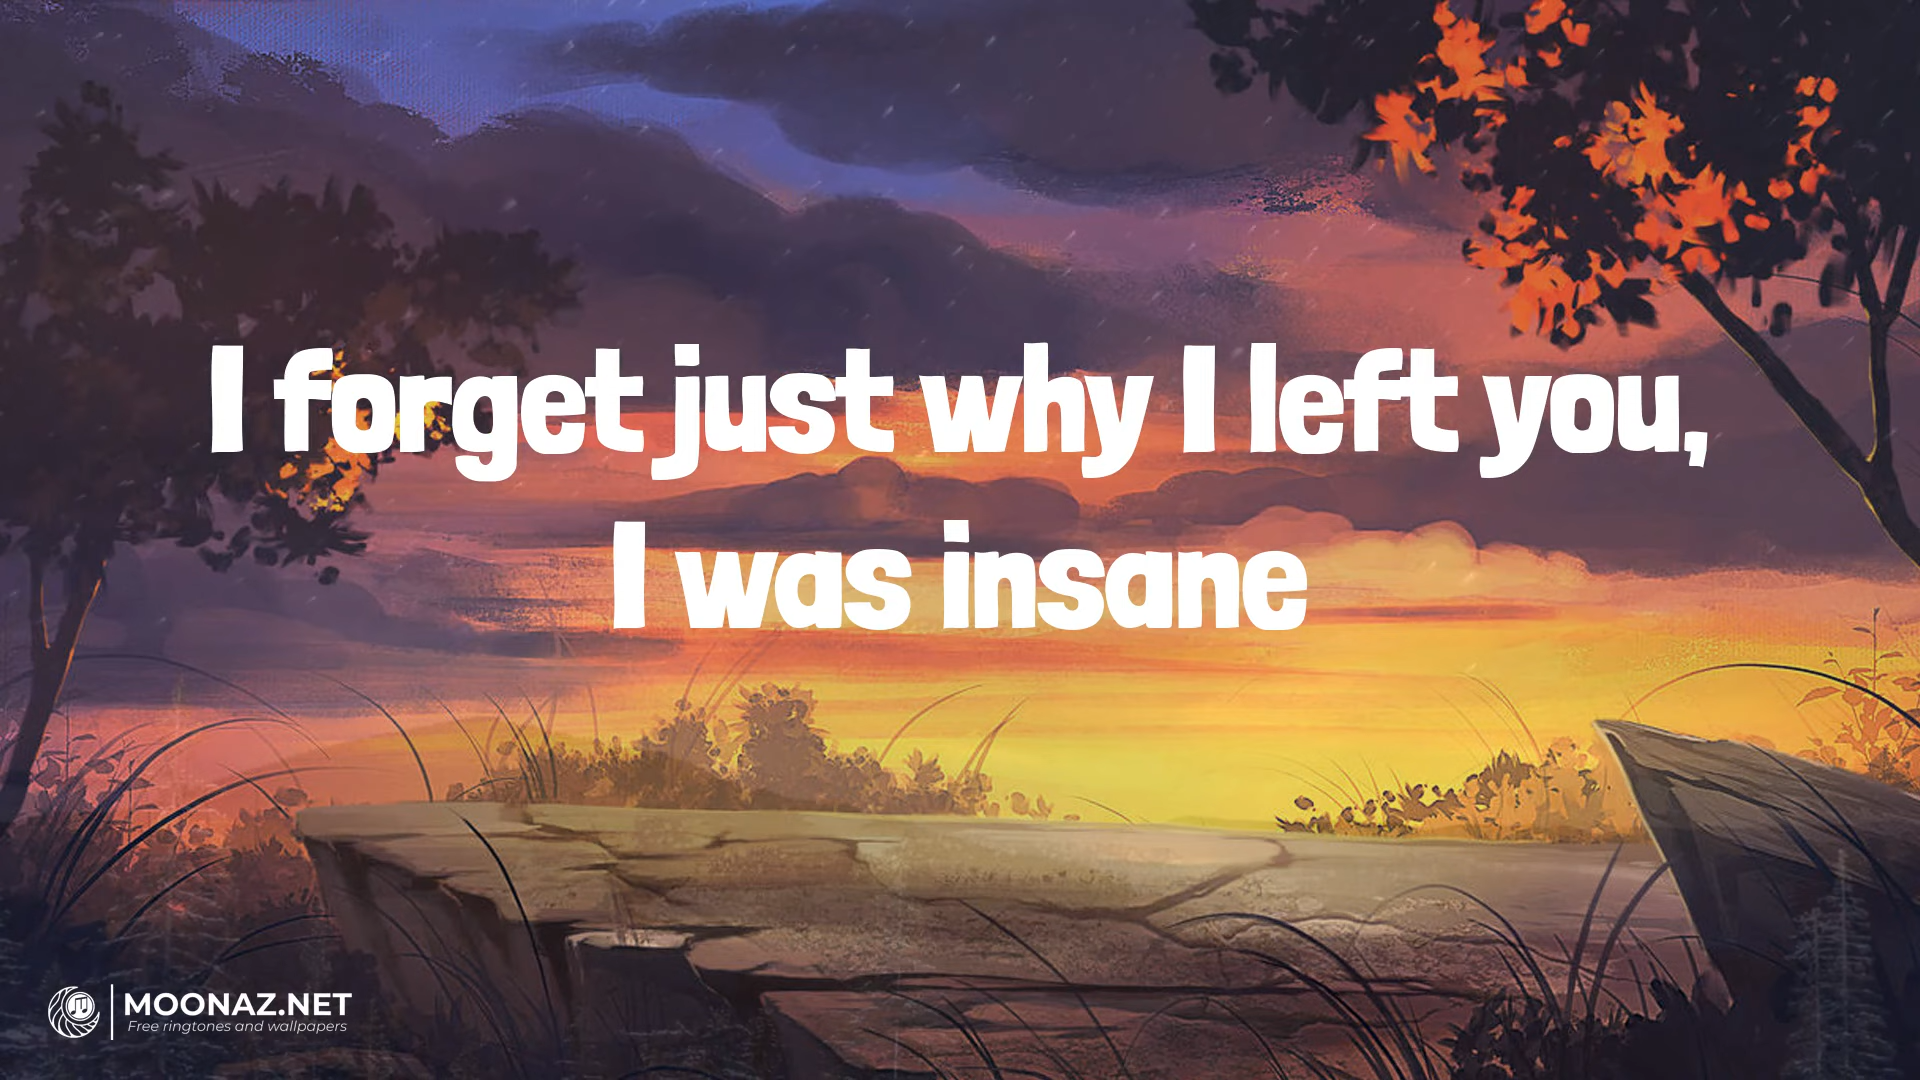 I forget just why I left you,
I was insane
MOONAZ.NET
Free ringtones and wallpapers